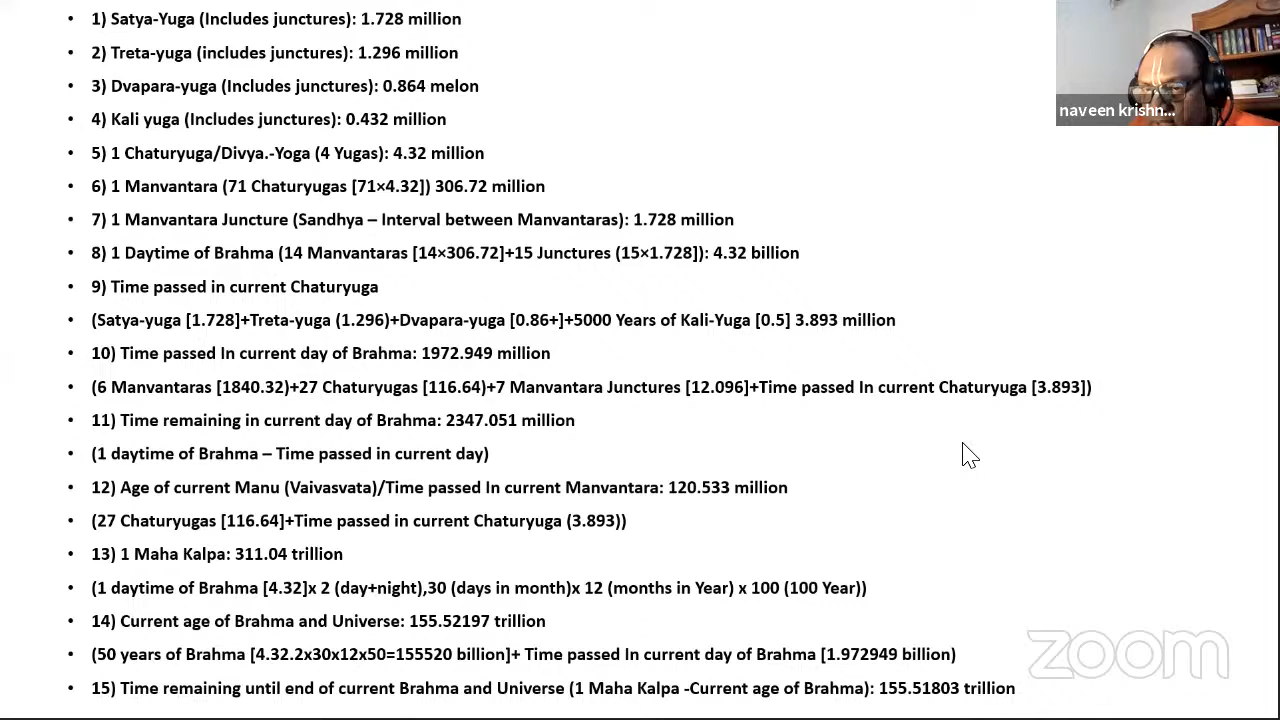 • 1) Satya-Yuga (Includes junctures): 1.728 million
• 2) Treta-yuga (includes junctures): 1.296 million
• 3) Dvapara-yuga (Includes junctures): 0.864 melon
• 4) Kali yuga (Includes junctures): 0.432 million
• 5) 1 Chaturyuga/Divya.-Yoga (4 Yugas): 4.32 million
• 6) 1 Manvantara (71 Chaturyugas [71×4.32]) 306.72 million
• 7) 1 Manvantara Juncture (Sandhya – Interval between Manvantaras): 1.728 million
• 8) 1 Daytime of Brahma (14 Manvantaras [14×306.72]+15 Junctures (15×1.728]): 4.32 billion
• 9) Time passed in current Chaturyuga
• (Satya-yuga [1.728]+Treta-yuga (1.296)+Dvapara-yuga [0.86+]+5000 Years of Kali-Yuga [0.5] 3.893 million
• 10) Time passed In current day of Brahma: 1972.949 million
• (6 Manvantaras [1840.32)+27 Chaturyugas [116.64)+7 Manvantara Junctures [12.096]+Time passed In current Chaturyuga [3.893])
• 11) Time remaining in current day of Brahma: 2347.051 million
• (1 daytime of Brahma – Time passed in current day)
• 12) Age of current Manu (Vaivasvata)/Time passed In current Manvantara: 120.533 million
• (27 Chaturyugas [116.64]+Time passed in current Chaturyuga (3.893))
• 13) 1 Maha Kalpa: 311.04 trillion
• (1 daytime of Brahma [4.32]x 2 (day+night),30 (days in month)x 12 (months in Year) x 100 (100 Year))
• 14) Current age of Brahma and Universe: 155.52197 trillion
• (50 years of Brahma [4.32.2x30x12x50=155520 billion]+ Time passed In current day of Brahma [1.972949 billion)
• 15) Time remaining until end of current Brahma and Universe (1 Maha Kalpa -Current age of Brahma): 155.51803 trillion
naveen krishn...
zoom